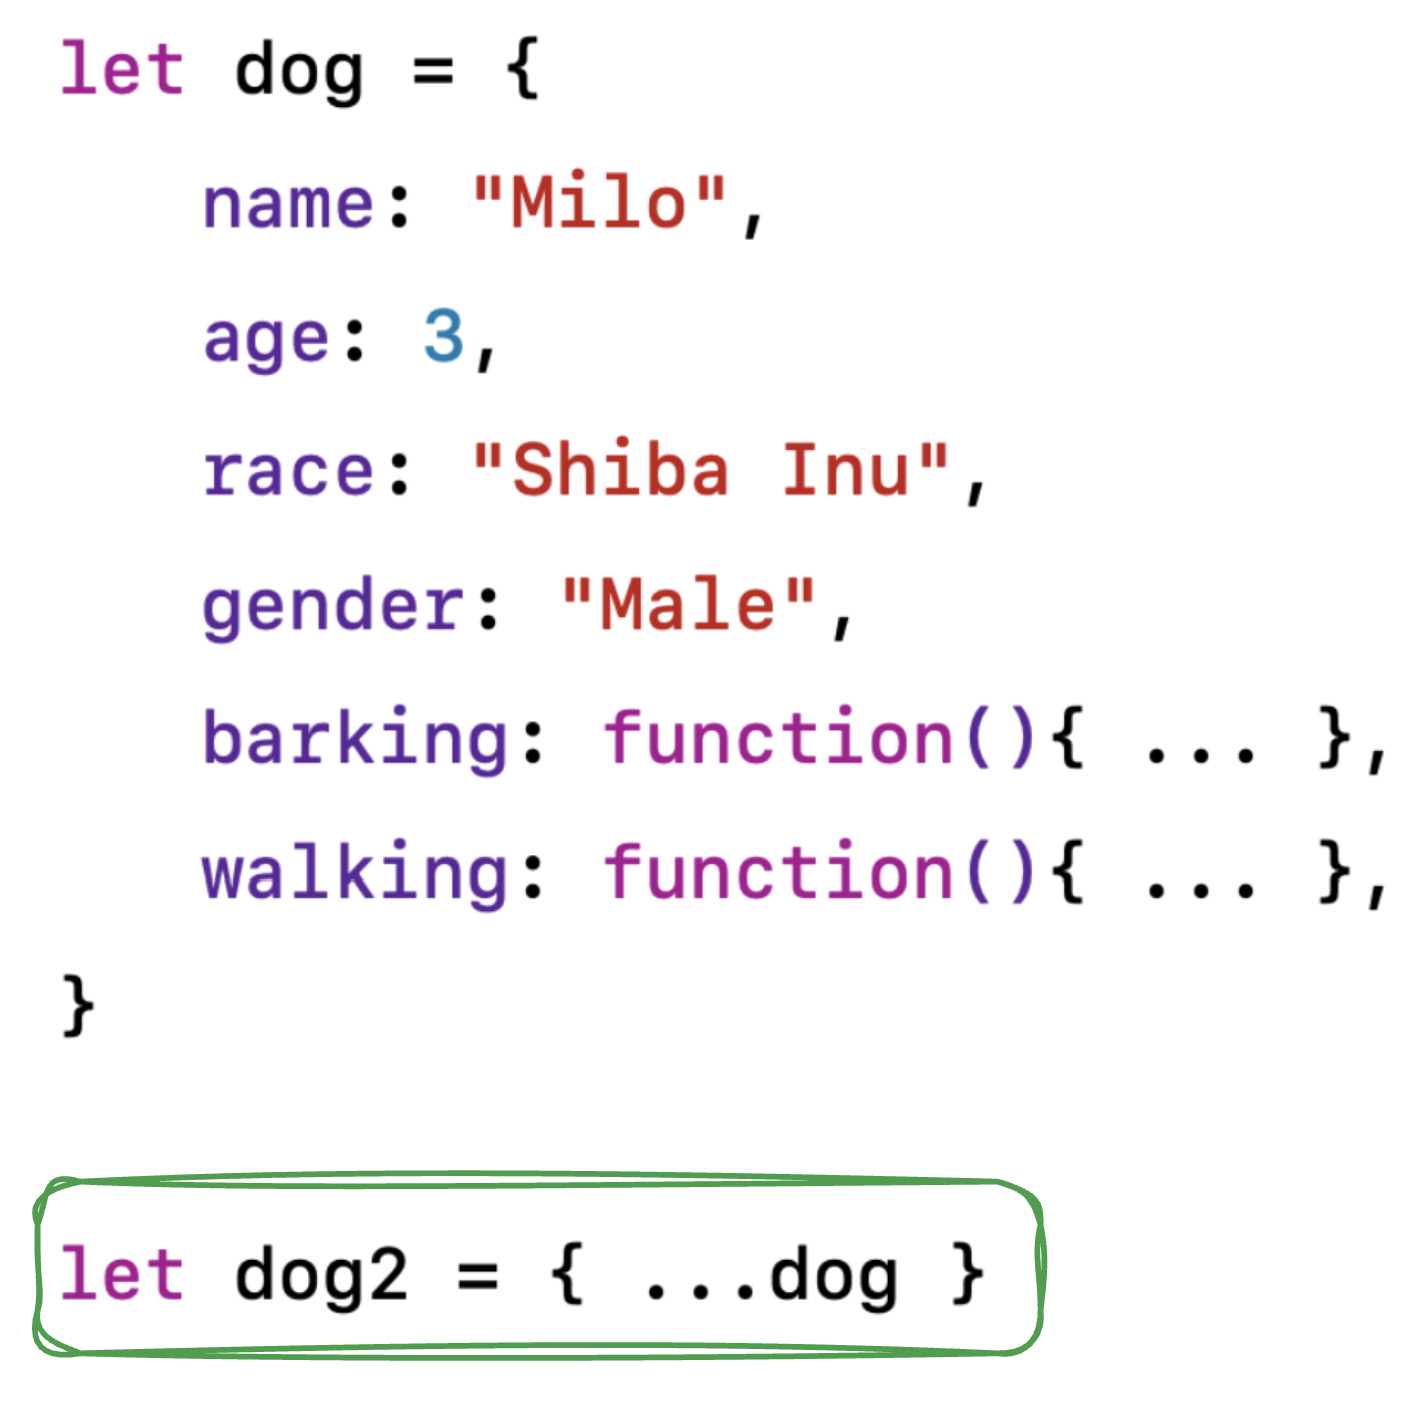 let dog = {
name: "Milo",
age: 3,
race: "Shiba Inu",
gender: "Male",
barking: function(){ ... },
walking: function(){ ... },
}
let dog2 = { ...dog }